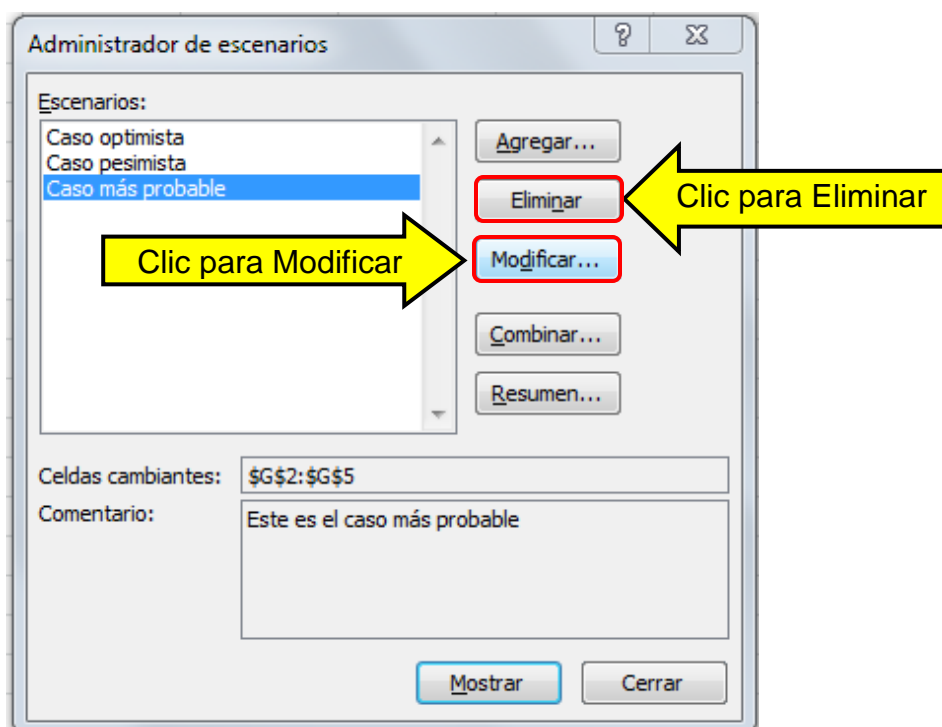 Administrador de escenarios
Escenarios:
Caso optimista
Caso pesimista
Caso más probable
Agregar...
Eliminar
Clic para Eliminar
Clic para Modificar
Modificar...
Combinar...
Resumen...
Celdas cambiantes: $G$2:$G$5
Comentario: Este es el caso más probable
Mostrar
Cerrar